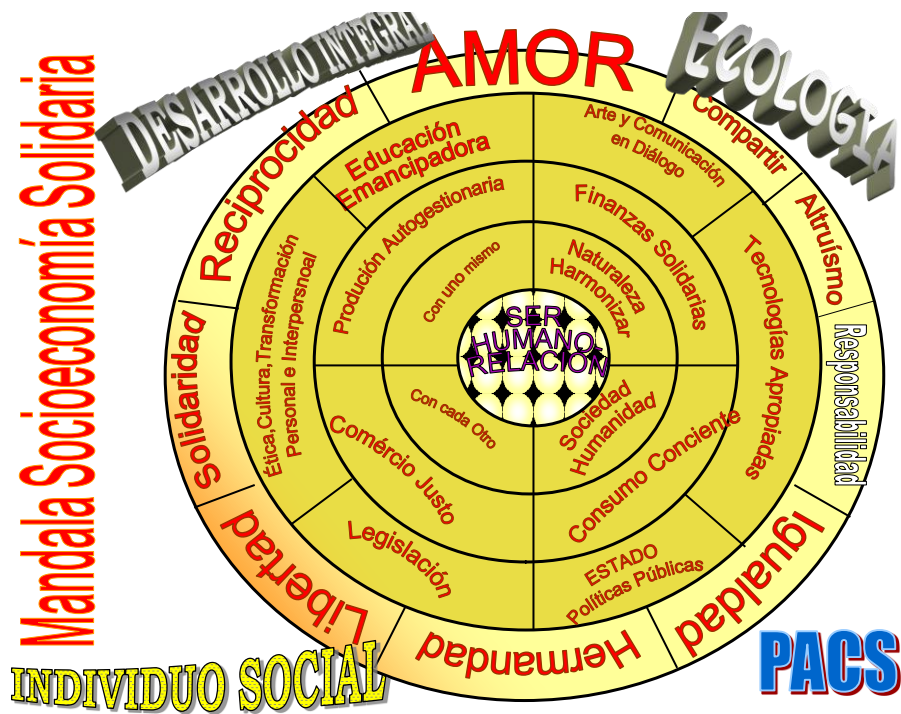 Mandala Socioeconomía Solidaria
DESARROLLO INTEGRAL
AMOR
ECOLOGIA
Reciprocidad
Compartir
Altruísmo
Responsabilidad
Igualdad
Hermandad
Libertad
Solidaridad
Educación
Emancipadora
Arte y Comunicación
en Diálogo
Tecnologías Apropiadas
ESTADO
Políticas Públicas
Legislación
Ética, Cultura, Transformación
Personal e Interpersnoal
Produción Autogestionaria
Finanzas Solidarias
Consumo Conciente
Comércio Justo
Con uno mismo
Naturaleza
Harmonizar
Sociedad
Humanidad
Con cada Otro
SER
HUMANO-
RELACION
INDIVIDUO SOCIAL
PACS